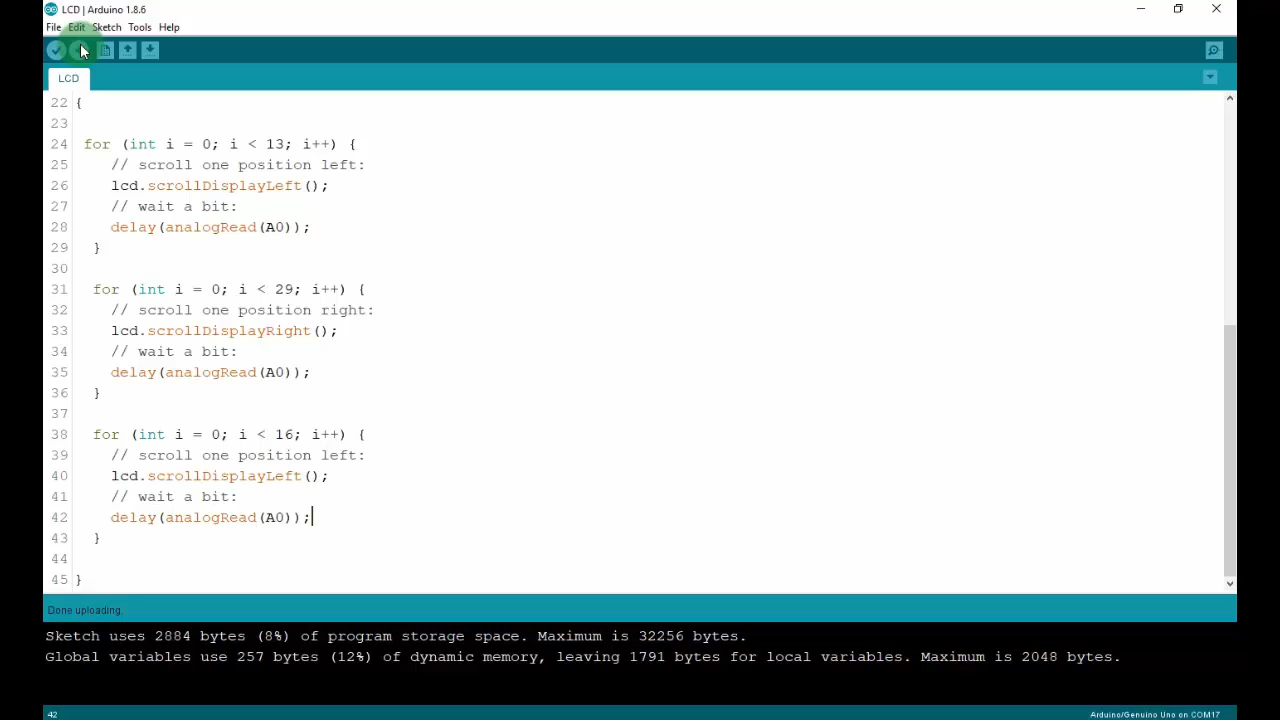 LCD | Arduino 1.8.6
File Edit Sketch Tools Help
LCD
22 {
23
24 for (int i = 0; i < 13; i++) {
25 // scroll one position left:
26 lcd.scrollDisplayLeft();
27 // wait a bit:
28 delay(analogRead(A0));
29 }
30
31 for (int i = 0; i < 29; i++) {
32 // scroll one position right:
33 lcd.scrollDisplayRight();
34 // wait a bit:
35 delay(analogRead(A0));
36 }
37
38 for (int i = 0; i < 16; i++) {
39 // scroll one position left:
40 lcd.scrollDisplayLeft();
41 // wait a bit:
42 delay(analogRead(A0));
43 }
44
45 }
Done uploading.
Sketch uses 2884 bytes (8%) of program storage space. Maximum is 32256 bytes.
Global variables use 257 bytes (12%) of dynamic memory, leaving 1791 bytes for local variables. Maximum is 2048 bytes.
42 Arduino/Genuino Uno on COM17